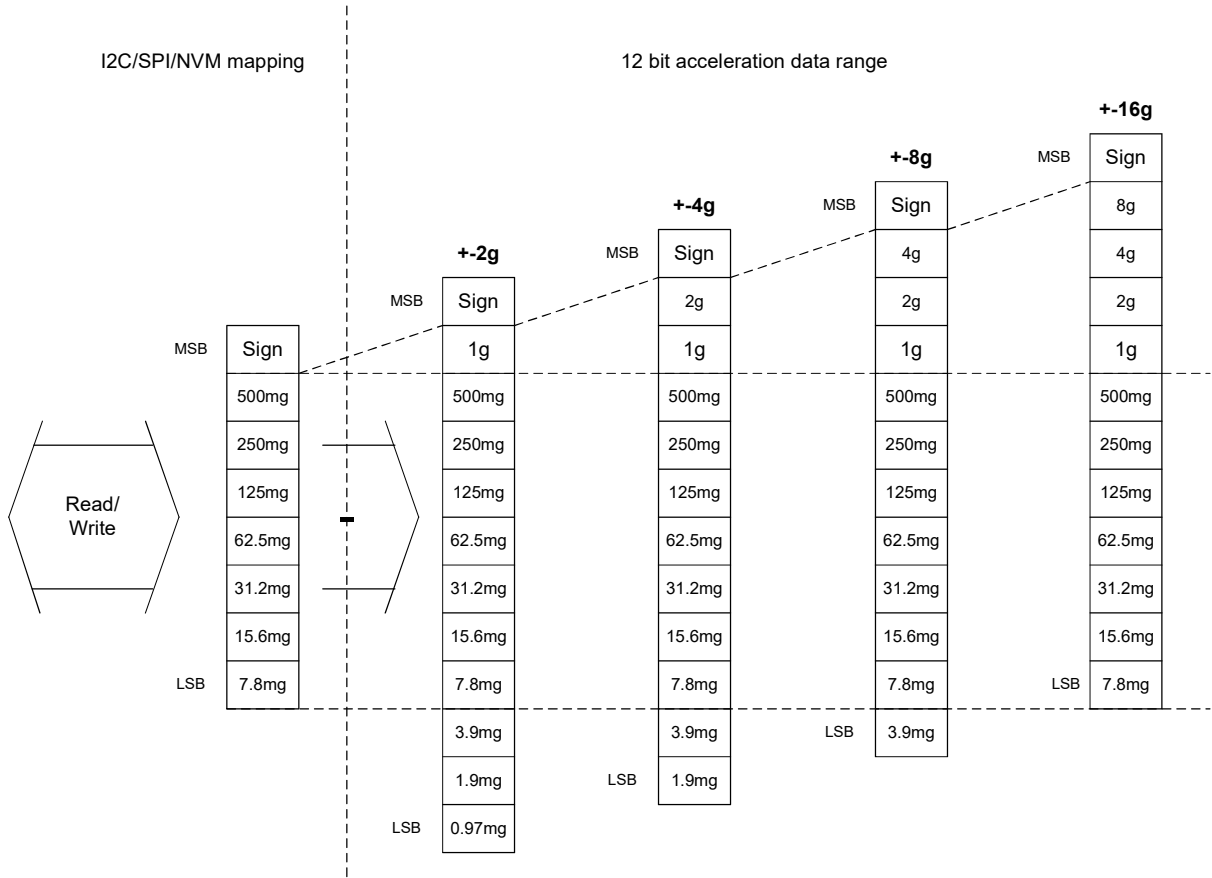 I2C/SPI/NVM mapping
12 bit acceleration data range
+-16g
MSB Sign
8g
4g
2g
1g
500mg
250mg
125mg
62.5mg
31.2mg
15.6mg
LSB 7.8mg
+-8g
MSB Sign
4g
2g
1g
500mg
250mg
125mg
62.5mg
31.2mg
15.6mg
7.8mg
LSB 3.9mg
+-4g
MSB Sign
2g
1g
500mg
250mg
125mg
62.5mg
31.2mg
15.6mg
7.8mg
3.9mg
LSB 1.9mg
+-2g
MSB Sign
1g
500mg
250mg
125mg
62.5mg
31.2mg
15.6mg
7.8mg
3.9mg
1.9mg
LSB 0.97mg
MSB Sign
500mg
250mg
125mg
62.5mg
31.2mg
15.6mg
LSB 7.8mg
Read/
Write